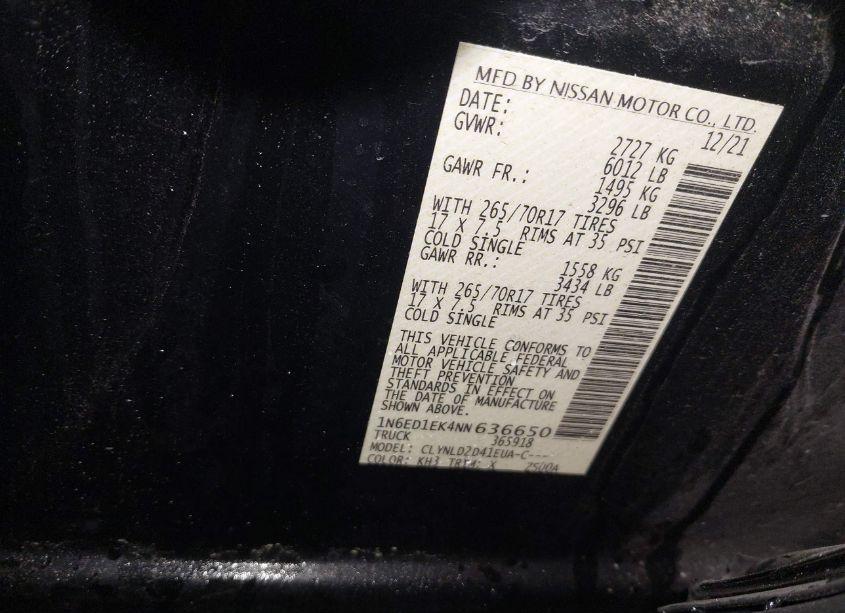 MFD BY NISSAN MOTOR CO., LTD.
DATE: 12/21
GVWR: 2727 KG
6012 LB
GAWR FR.: 1495 KG
3296 LB
WITH 265/70R17 TIRES
17 X 7.5 RIMS AT 35 PSI
COLD SINGLE
GAWR RR.: 1558 KG
3434 LB
WITH 265/70R17 TIRES
17 X 7.5 RIMS AT 35 PSI
COLD SINGLE
THIS VEHICLE CONFORMS TO
ALL APPLICABLE FEDERAL
MOTOR VEHICLE SAFETY AND
THEFT PREVENTION
STANDARDS IN EFFECT ON
THE DATE OF MANUFACTURE
SHOWN ABOVE.
1N6ED1EK4NN636650
TRUCK 365918
MODEL: CLYNLD2D41EUA-C---
COLOR: KH3 TRIM: X Z500A